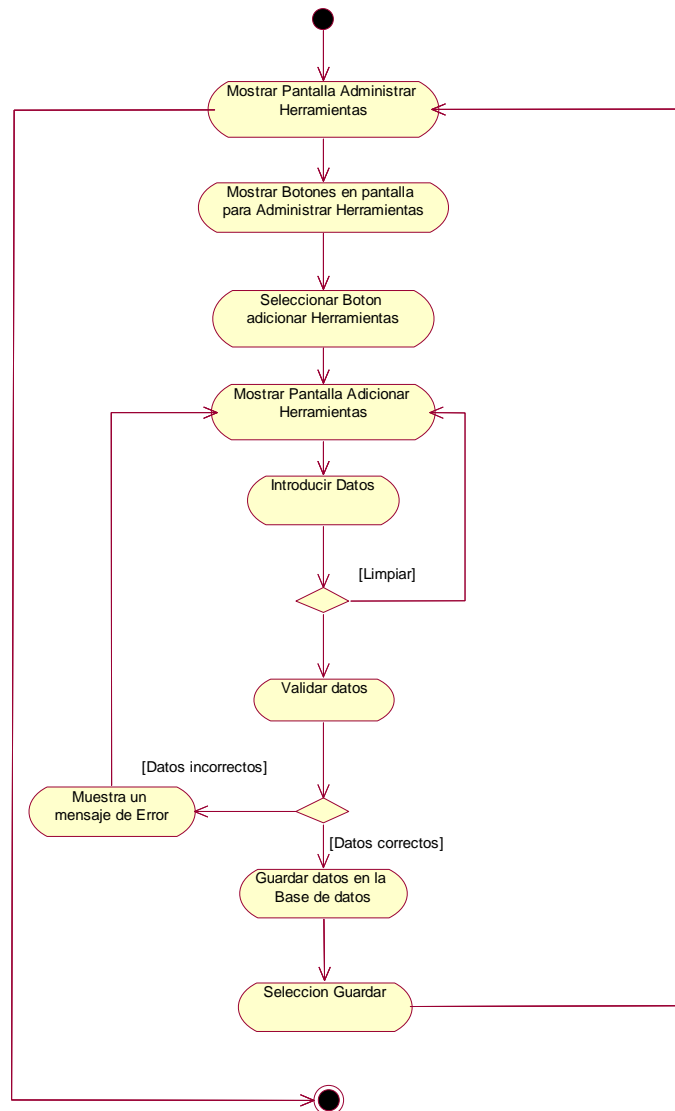 Mostrar Pantalla Administrar
Herramientas
Mostrar Botones en pantalla
para Administrar Herramientas
Seleccionar Boton
adicionar Herramientas
Mostrar Pantalla Adicionar
Herramientas
Introducir Datos
[Limpiar]
Validar datos
[Datos incorrectos]
Muestra un
mensaje de Error
[Datos correctos]
Guardar datos en la
Base de datos
Seleccion Guardar